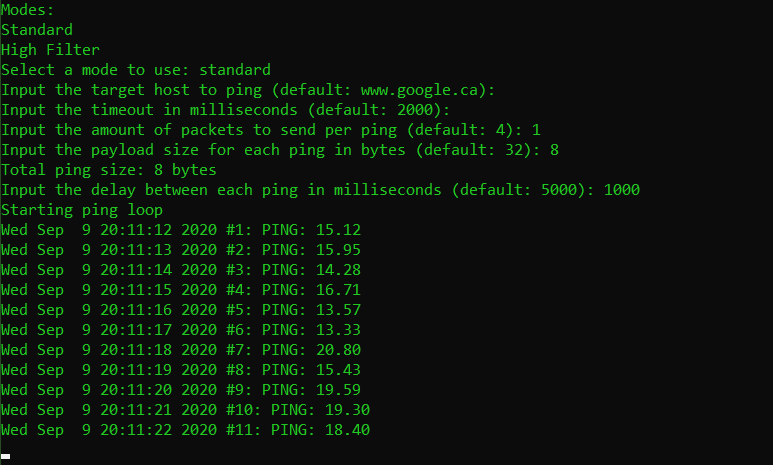 Modes:
Standard
High Filter
Select a mode to use: standard
Input the target host to ping (default: www.google.ca):
Input the timeout in milliseconds (default: 2000):
Input the amount of packets to send per ping (default: 4): 1
Input the payload size for each ping in bytes (default: 32): 8
Total ping size: 8 bytes
Input the delay between each ping in milliseconds (default: 5000): 1000
Starting ping loop
Wed Sep  9 20:11:12 2020 #1: PING: 15.12
Wed Sep  9 20:11:13 2020 #2: PING: 15.95
Wed Sep  9 20:11:14 2020 #3: PING: 14.28
Wed Sep  9 20:11:15 2020 #4: PING: 16.71
Wed Sep  9 20:11:16 2020 #5: PING: 13.57
Wed Sep  9 20:11:17 2020 #6: PING: 13.33
Wed Sep  9 20:11:18 2020 #7: PING: 20.80
Wed Sep  9 20:11:19 2020 #8: PING: 15.43
Wed Sep  9 20:11:20 2020 #9: PING: 19.59
Wed Sep  9 20:11:21 2020 #10: PING: 19.30
Wed Sep  9 20:11:22 2020 #11: PING: 18.40